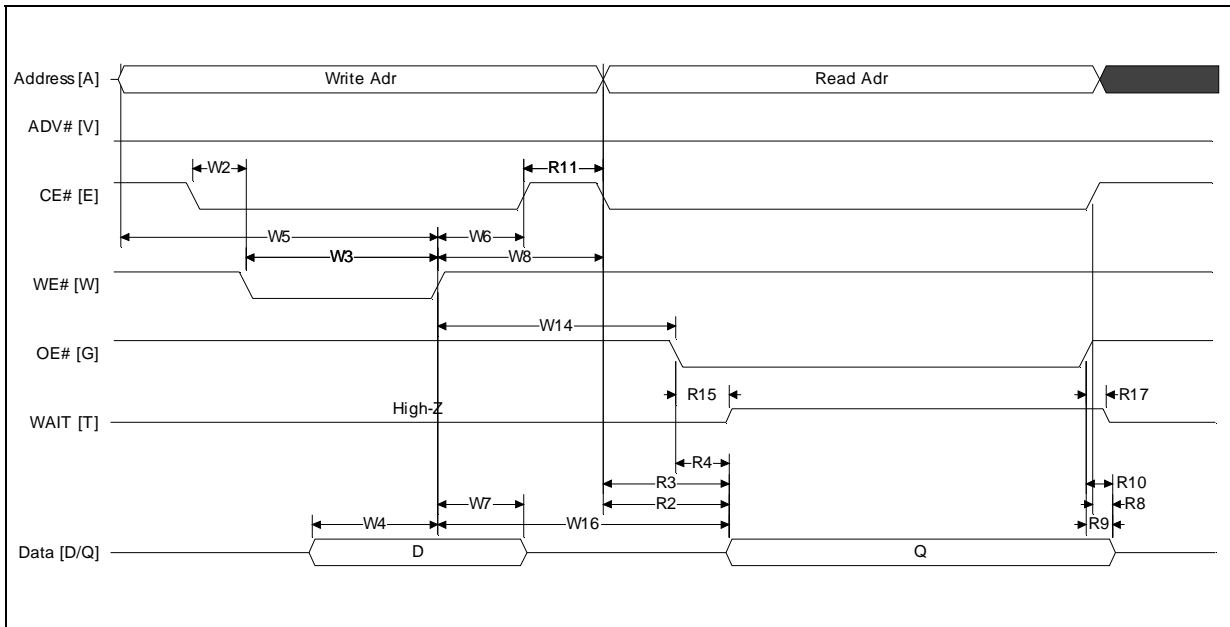 Address [A] Write Adr Read Adr
ADV# [V]
W2 R11
CE# [E]
W5 W6
W3 W8
WE# [W]
W14
OE# [G]
R15 R17
High-Z
WAIT [T]
R4
R3 R10
W7 R2 R8
W4 W16 R9
Data [D/Q] D Q